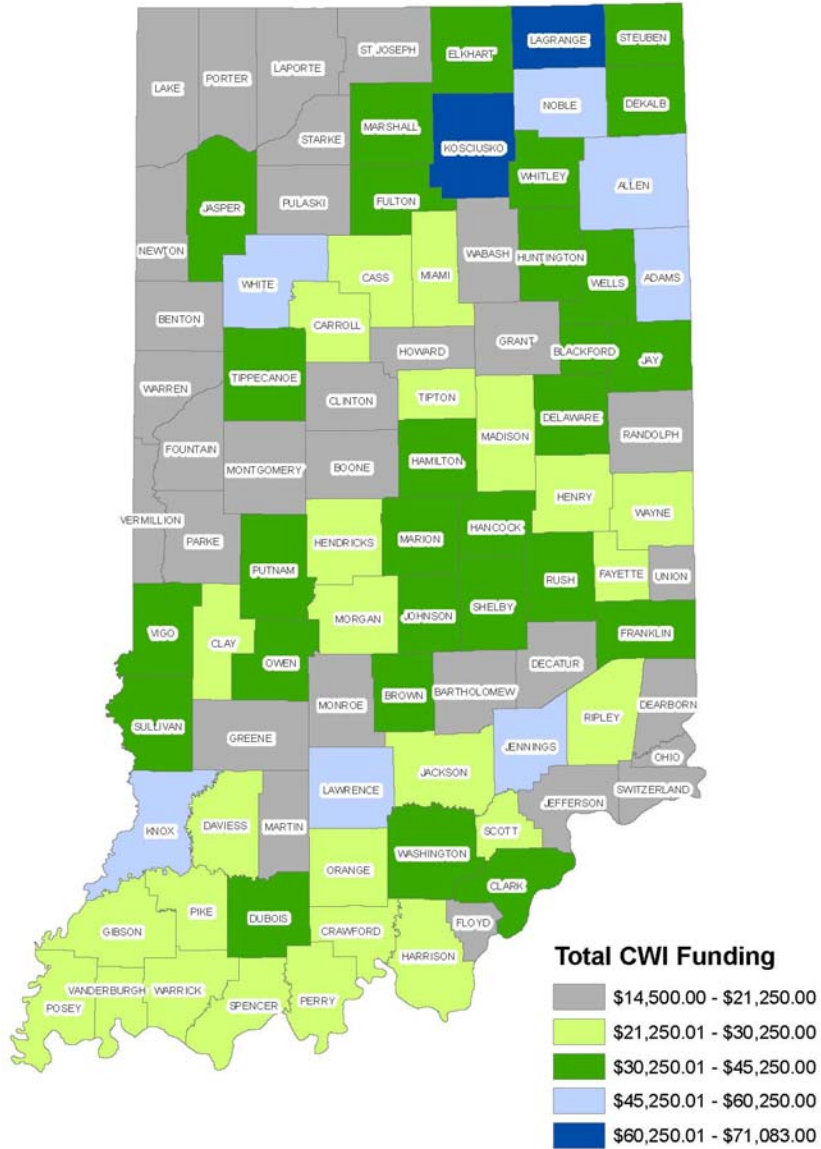 LAGRANGE
STEUBEN
ST JOSEPH
ELKHART
LAPORTE
PORTER
LAKE
NOBLE
DEKALB
MARSHALL
STARKE
KOSCIUSKO
WHITLEY
ALLEN
FULTON
PULASKI
JASPER
NEWTON
WABASH
HUNTINGTON
MIAMI
CASS
WHITE
WELLS
ADAMS
BENTON
CARROLL
GRANT
HOWARD
BLACKFORD
JAY
TIPPECANOE
WARREN
CLINTON
TIPTON
DELAWARE
MADISON
RANDOLPH
FOUNTAIN
MONTGOMERY
BOONE
HAMILTON
HENRY
WAYNE
VERMILLION
PARKE
HENDRICKS
MARION
HANCOCK
PUTNAM
RUSH
FAYETTE
UNION
SHELBY
JOHNSON
MORGAN
VIGO
CLAY
FRANKLIN
OWEN
DECATUR
BROWN
BARTHOLOMEW
MONROE
DEARBORN
RIPLEY
SULLIVAN
GREENE
JENNINGS
OHIO
JACKSON
LAWRENCE
SWITZERLAND
JEFFERSON
KNOX
DAVIESS
MARTIN
SCOTT
WASHINGTON
ORANGE
CLARK
PIKE
DUBOIS
FLOYD
GIBSON
CRAWFORD
HARRISON
VANDERBURGH
WARRICK
PERRY
SPENCER
POSEY
Total CWI Funding
$14,500.00 - $21,250.00
$21,250.01 - $30,250.00
$30,250.01 - $45,250.00
$45,250.01 - $60,250.00
$60,250.01 - $71,083.00